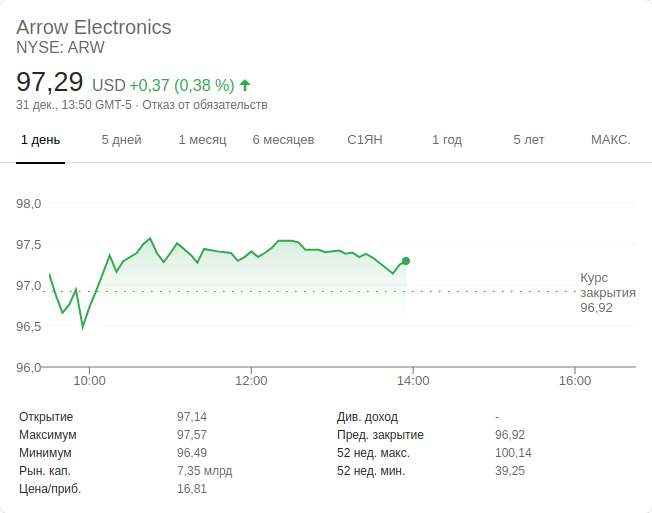 Arrow Electronics
NYSE: ARW
97,29 USD +0,37 (0,38 %)
31 дек., 13:50 GMT-5 · Отказ от обязательств
1 день 5 дней 1 месяц 6 месяцев С1ЯН 1 год 5 лет МАКС.
98,0
97,5
97,0
96,5
96,0
Курс
закрытия
96,92
10:00 12:00 14:00 16:00
Открытие 97,14 Див. доход -
Максимум 97,57 Пред. закрытие 96,92
Минимум 96,49 52 нед. макс. 100,14
Рын. кап. 7,35 млрд 52 нед. мин. 39,25
Цена/приб. 16,81